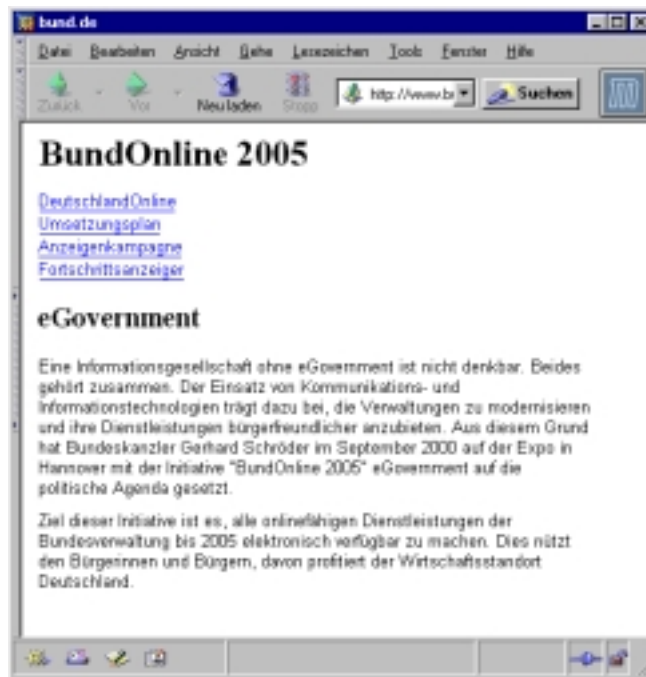 bund.de
Datei Bearbeiten Ansicht Gehe Lesezeichen Tools Fenster Hilfe
Zurück Vor Neu laden Stopp http://www.bu Suchen
BundOnline 2005
DeutschlandOnline
Umsetzungsplan
Anzeigenkampagne
Fortschrittsanzeiger
eGovernment
Eine Informationsgesellschaft ohne eGovernment ist nicht denkbar. Beides
gehört zusammen. Der Einsatz von Kommunikations- und
Informationstechnologien trägt dazu bei, die Verwaltungen zu modernisieren
und ihre Dienstleistungen bürgerfreundlicher anzubieten. Aus diesem Grund
hat Bundeskanzler Gerhard Schröder im September 2000 auf der Expo in
Hannover mit der Initiative "BundOnline 2005" eGovernment auf die
politische Agenda gesetzt.
Ziel dieser Initiative ist es, alle onlinefähigen Dienstleistungen der
Bundesverwaltung bis 2005 elektronisch verfügbar zu machen. Dies nützt
den Bürgerinnen und Bürgern, davon profitiert der Wirtschaftsstandort
Deutschland.